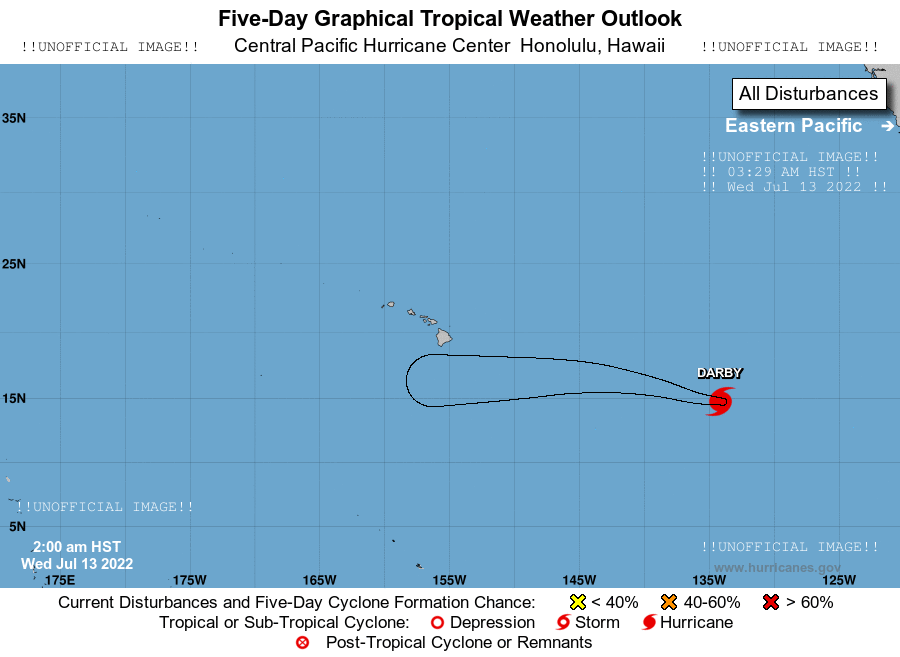 Five-Day Graphical Tropical Weather Outlook
!!UNOFFICIAL IMAGE!! Central Pacific Hurricane Center Honolulu, Hawaii !!UNOFFICIAL IMAGE!!
All Disturbances
35N
Eastern Pacific →
!!UNOFFICIAL IMAGE!!
!! 03:29 AM HST !!
!! Wed Jul 13 2022 !!
25N
DARBY
15N
!!UNOFFICIAL IMAGE!!
5N
2:00 am HST
Wed Jul 13 2022
!!UNOFFICIAL IMAGE!!
www.hurricanes.gov
175E 175W 165W 155W 145W 135W 125W
Current Disturbances and Five-Day Cyclone Formation Chance: < 40% 40-60% > 60%
Tropical or Sub-Tropical Cyclone: Depression Storm Hurricane
Post-Tropical Cyclone or Remnants